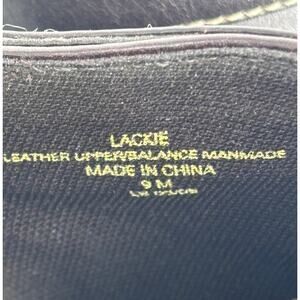 LACKIE
LEATHER UPPER/BALANCE MANMADE
MADE IN CHINA
9 M